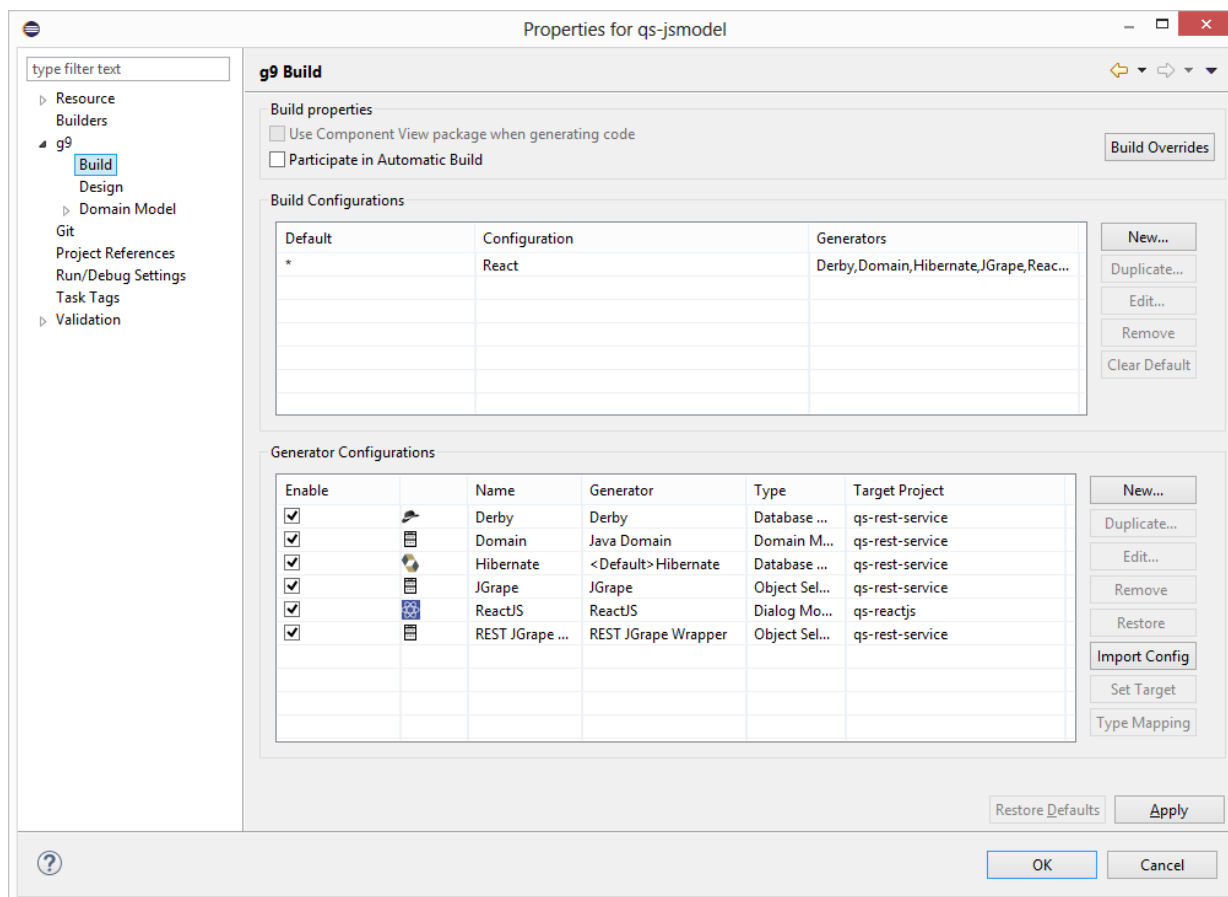 Properties for qs-jsmodel
type filter text
g9 Build
Resource
Builders
g9
Build
Design
Domain Model
Git
Project References
Run/Debug Settings
Task Tags
Validation
Build properties
Use Component View package when generating code
Participate in Automatic Build
Build Overrides
Build Configurations
Default Configuration Generators
* React Derby,Domain,Hibernate,JGrape,Reac...
New...
Duplicate...
Edit...
Remove
Clear Default
Generator Configurations
Enable Name Generator Type Target Project
Derby Derby Database ... qs-rest-service
Domain Java Domain Domain M... qs-rest-service
Hibernate <Default>Hibernate Database ... qs-rest-service
JGrape JGrape Object Sel... qs-rest-service
ReactJS ReactJS Dialog Mo... qs-reactjs
REST JGrape ... REST JGrape Wrapper Object Sel... qs-rest-service
New...
Duplicate...
Edit...
Remove
Restore
Import Config
Set Target
Type Mapping
Restore Defaults Apply
OK Cancel